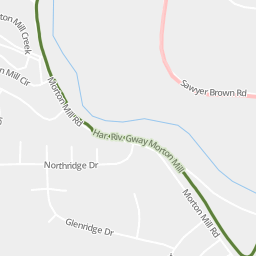 ton Mill Creek
n Mill Cir
Morton Mill Rd
Sawyer Brown Rd
Har. Riv. Gway Morton Mill
Northridge Dr
Morton Mill Rd
Glenridge Dr